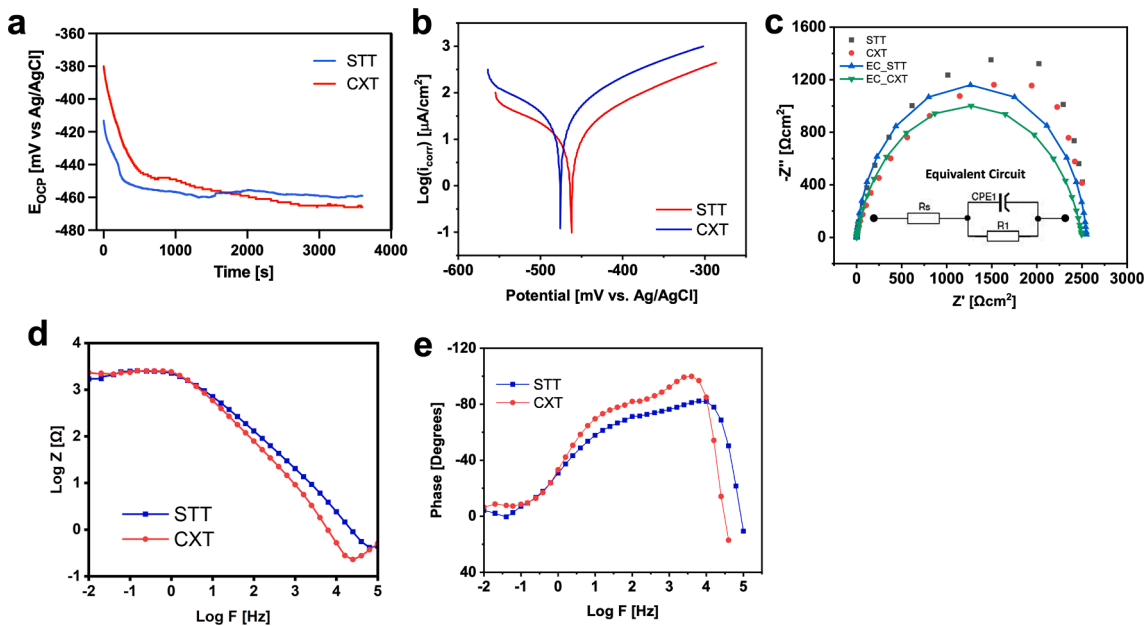 a
-360
-380
-400
-420
-440
-460
-480
0
1000
2000
3000
4000
E_OCP [mV vs Ag/AgCl]
Time [s]
STT
CXT
b
4
3
2
1
0
-1
-600
-500
-400
-300
Log(i_corr) [µA/cm²]
Potential [mV vs. Ag/AgCl]
STT
CXT
c
1600
1200
800
400
0
0
500
1000
1500
2000
2500
3000
-Z'' [Ωcm²]
Z' [Ωcm²]
STT
CXT
EC_STT
EC_CXT
Equivalent Circuit
Rs
CPE1
R1
d
4
3
2
1
0
-1
-2
-1
0
1
2
3
4
5
Log Z [Ω]
Log F [Hz]
STT
CXT
e
-120
-80
-40
0
40
-2
-1
0
1
2
3
4
5
Phase [Degrees]
Log F [Hz]
STT
CXT